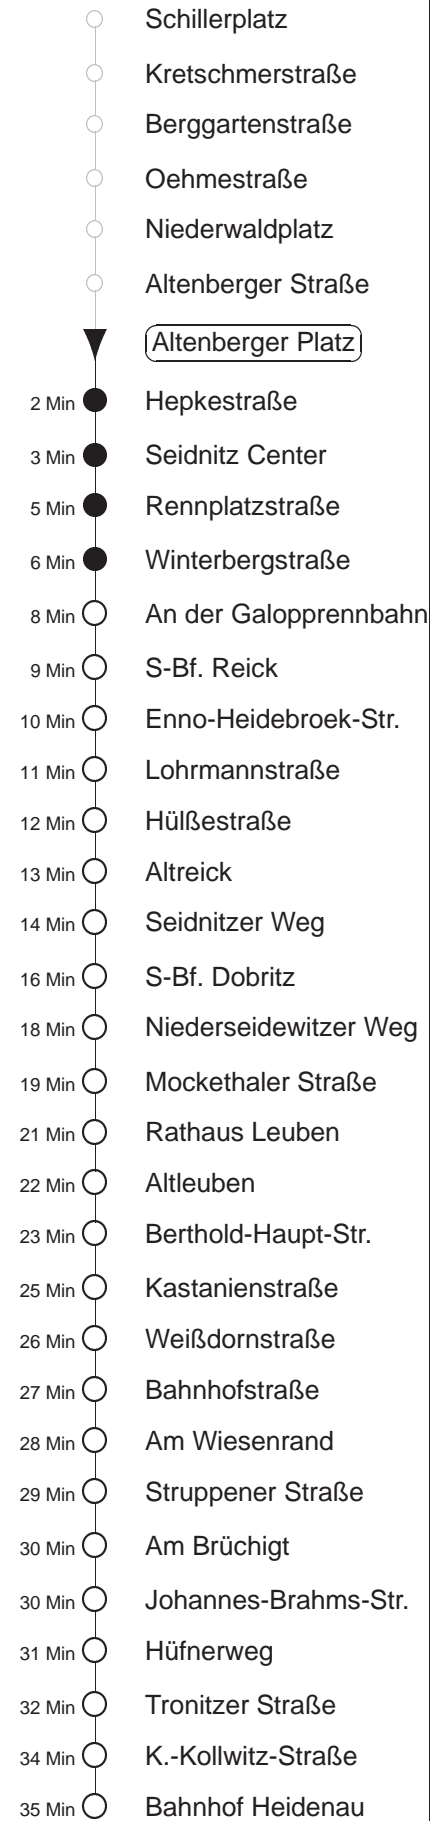 Schillerplatz
Kretschmerstraße
Berggartenstraße
Oehmestraße
Niederwaldplatz
Altenberger Straße
Altenberger Platz
2 Min Hepkestraße
3 Min Seidnitz Center
5 Min Rennplatzstraße
6 Min Winterbergstraße
8 Min An der Galopprennbahn
9 Min S-Bf. Reick
10 Min Enno-Heidebroek-Str.
11 Min Lohrmannstraße
12 Min Hülßestraße
13 Min Altreick
14 Min Seidnitzer Weg
16 Min S-Bf. Dobritz
18 Min Niederseidewitzer Weg
19 Min Mockethaler Straße
21 Min Rathaus Leuben
22 Min Altleuben
23 Min Berthold-Haupt-Str.
25 Min Kastanienstraße
26 Min Weißdornstraße
27 Min Bahnhofstraße
28 Min Am Wiesenrand
29 Min Struppener Straße
30 Min Am Brüchigt
30 Min Johannes-Brahms-Str.
31 Min Hüfnerweg
32 Min Tronitzer Straße
34 Min K.-Kollwitz-Straße
35 Min Bahnhof Heidenau